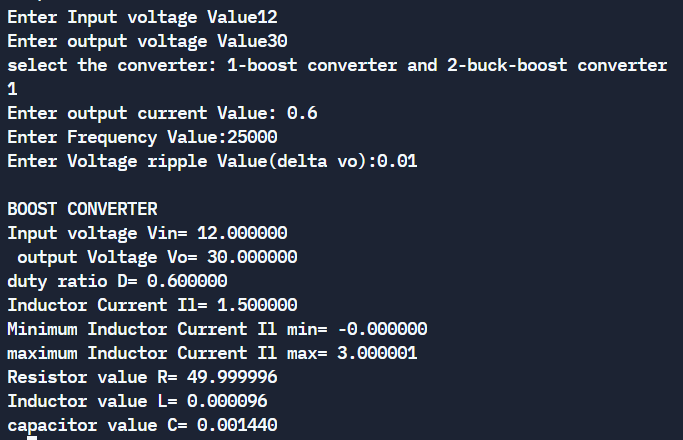 Enter Input voltage Value12
Enter output voltage Value30
select the converter: 1-boost converter and 2-buck-boost converter
1
Enter output current Value: 0.6
Enter Frequency Value:25000
Enter Voltage ripple Value(delta vo):0.01
BOOST CONVERTER
Input voltage Vin= 12.000000
output Voltage Vo= 30.000000
duty ratio D= 0.600000
Inductor Current Il= 1.500000
Minimum Inductor Current Il min= -0.000000
maximum Inductor Current Il max= 3.000001
Resistor value R= 49.999996
Inductor value L= 0.000096
capacitor value C= 0.001440